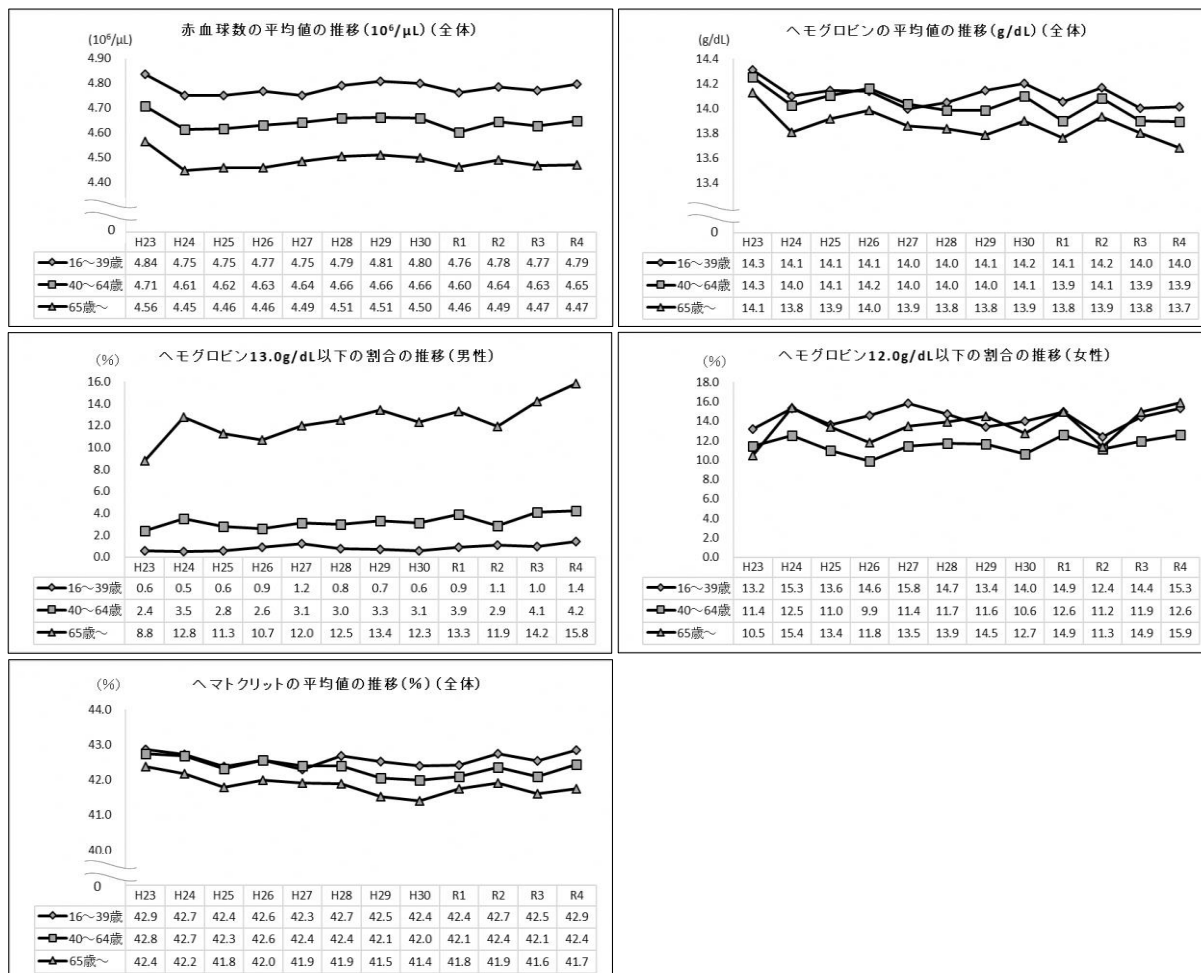 赤血球数の平均値の推移(10⁶/μL)(全体)
(10⁶/μL)
4.90
4.80
4.70
4.60
4.50
4.40
0
H23 H24 H25 H26 H27 H28 H29 H30 R1 R2 R3 R4
16～39歳 4.84 4.75 4.75 4.77 4.75 4.79 4.81 4.80 4.76 4.78 4.77 4.79
40～64歳 4.71 4.61 4.62 4.63 4.64 4.66 4.66 4.66 4.60 4.64 4.63 4.65
65歳～ 4.56 4.45 4.46 4.46 4.49 4.51 4.51 4.50 4.46 4.49 4.47 4.47
ヘモグロビンの平均値の推移(g/dL)(全体)
(g/dL)
14.4
14.2
14.0
13.8
13.6
13.4
0
H23 H24 H25 H26 H27 H28 H29 H30 R1 R2 R3 R4
16～39歳 14.3 14.1 14.1 14.1 14.0 14.0 14.1 14.2 14.1 14.2 14.0 14.0
40～64歳 14.3 14.0 14.1 14.2 14.0 14.0 14.0 14.1 13.9 14.1 13.9 13.9
65歳～ 14.1 13.8 13.9 14.0 13.9 13.8 13.8 13.9 13.8 13.9 13.8 13.7
ヘモグロビン13.0g/dL以下の割合の推移(男性)
(%)
16.0
14.0
12.0
10.0
8.0
6.0
4.0
2.0
0.0
H23 H24 H25 H26 H27 H28 H29 H30 R1 R2 R3 R4
16～39歳 0.6 0.5 0.6 0.9 1.2 0.8 0.7 0.6 0.9 1.1 1.0 1.4
40～64歳 2.4 3.5 2.8 2.6 3.1 3.0 3.3 3.1 3.9 2.9 4.1 4.2
65歳～ 8.8 12.8 11.3 10.7 12.0 12.5 13.4 12.3 13.3 11.9 14.2 15.8
ヘモグロビン12.0g/dL以下の割合の推移(女性)
(%)
18.0
16.0
14.0
12.0
10.0
8.0
6.0
4.0
2.0
0.0
H23 H24 H25 H26 H27 H28 H29 H30 R1 R2 R3 R4
16～39歳 13.2 15.3 13.6 14.6 15.8 14.7 13.4 14.0 14.9 12.4 14.4 15.3
40～64歳 11.4 12.5 11.0 9.9 11.4 11.7 11.6 10.6 12.6 11.2 11.9 12.6
65歳～ 10.5 15.4 13.4 11.8 13.5 13.9 14.5 12.7 14.9 11.3 14.9 15.9
ヘマトクリットの平均値の推移(%)(全体)
(%)
44.0
43.0
42.0
41.0
40.0
0
H23 H24 H25 H26 H27 H28 H29 H30 R1 R2 R3 R4
16～39歳 42.9 42.7 42.4 42.6 42.3 42.7 42.5 42.4 42.4 42.7 42.5 42.9
40～64歳 42.8 42.7 42.3 42.6 42.4 42.4 42.1 42.0 42.1 42.4 42.1 42.4
65歳～ 42.4 42.2 41.8 42.0 41.9 41.9 41.5 41.4 41.8 41.9 41.6 41.7